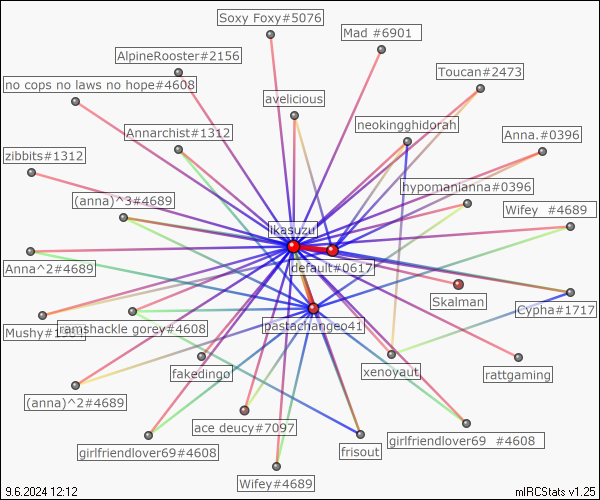 Soxy Foxy#5076
Mad #6901
AlpineRooster#2156
Toucan#2473
no cops no laws no hope#4608
avelicious
neokingghidorah
Annarchist#1312
Anna.#0396
zibbits#1312
hypomanianna#0396
(anna)^3#4689
Wifey #4689
ikasuzu
Anna^2#4689
default#0617
Skalman
Cypha#1717
Mushy#1984
ramshackle gorey#4608
pastachangeo41
fakedingo
xenoyaut
rattgaming
(anna)^2#4689
ace deucy#7097
girlfriendlover69 #4608
girlfriendlover69#4608
frisout
Wifey#4689
9.6.2024 12:12
mIRCStats v1.25